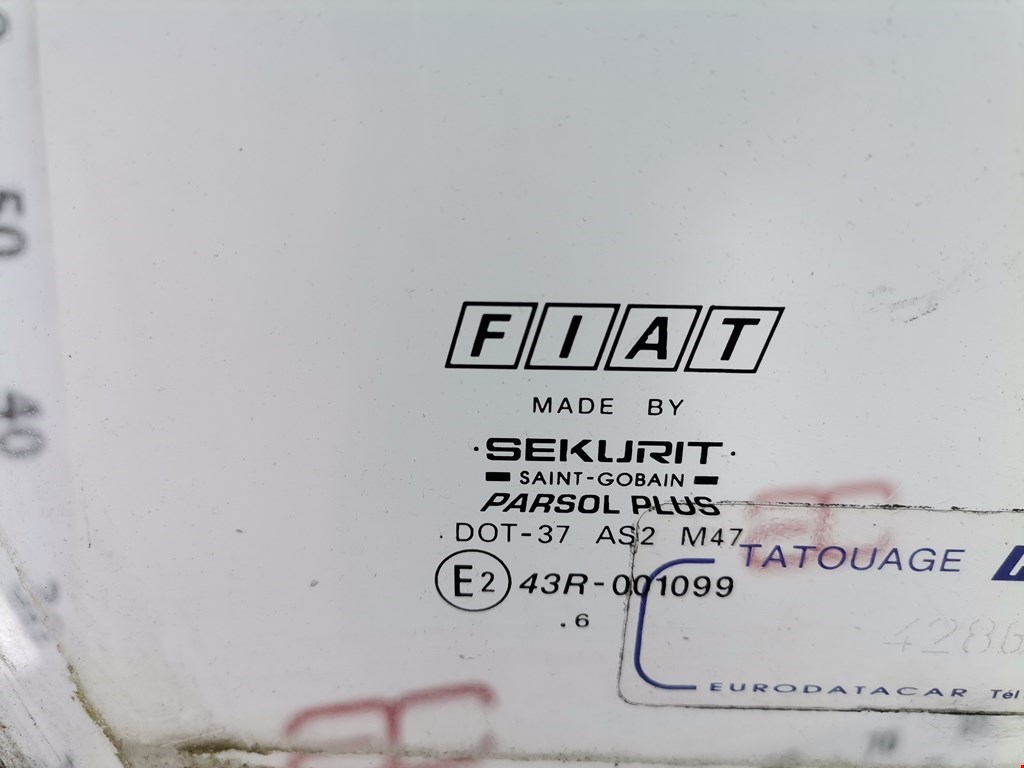 FIAT
MADE BY
SEKURIT
SAINT-GOBAIN
PARSOL PLUS
DOT-37 AS2 M47
E2 43R-001099
.6
TATOUAGE
EURODATACAR Tél
50
40